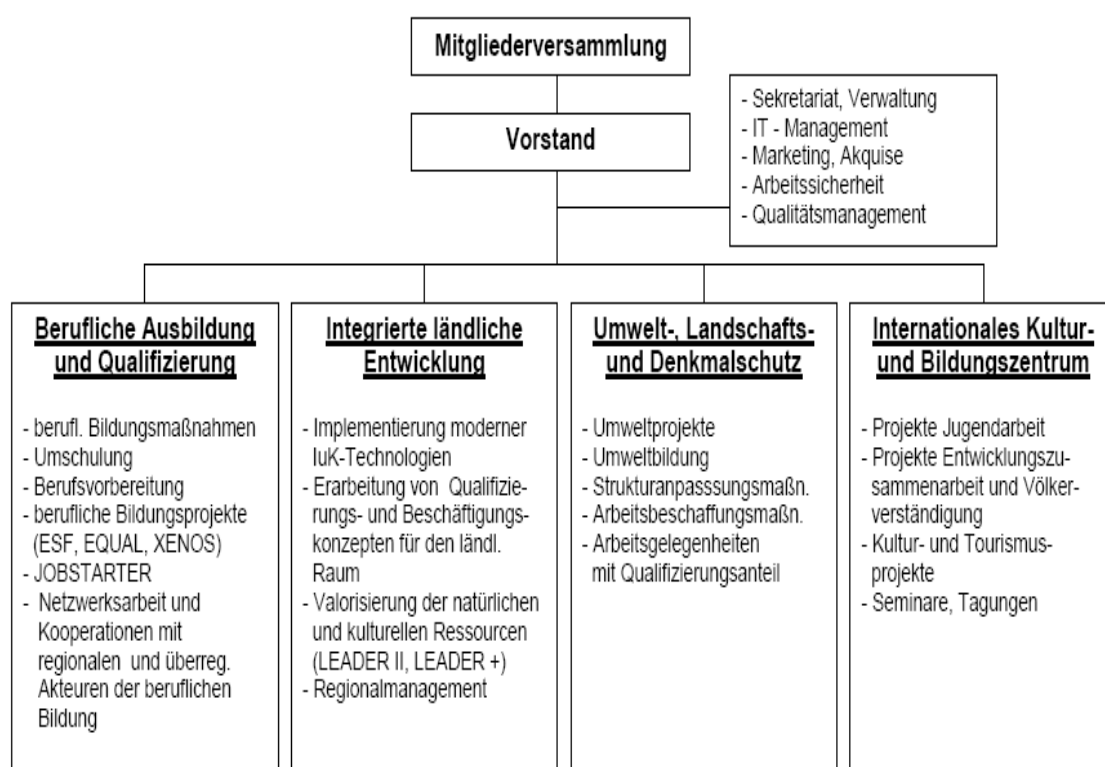 Mitgliederversammlung
Vorstand
- Sekretariat, Verwaltung
- IT - Management
- Marketing, Akquise
- Arbeitssicherheit
- Qualitätsmanagement
Berufliche Ausbildung
und Qualifizierung
- berufl. Bildungsmaßnahmen
- Umschulung
- Berufsvorbereitung
- berufliche Bildungsprojekte
(ESF, EQUAL, XENOS)
- JOBSTARTER
- Netzwerksarbeit und
Kooperationen mit
regionalen und überreg.
Akteuren der beruflichen
Bildung
Integrierte ländliche
Entwicklung
- Implementierung moderner
IuK-Technologien
- Erarbeitung von Qualifizie-
rungs- und Beschäftigungs-
konzepten für den ländl.
Raum
- Valorisierung der natürlichen
und kulturellen Ressourcen
(LEADER II, LEADER +)
- Regionalmanagement
Umwelt-, Landschafts-
und Denkmalschutz
- Umweltprojekte
- Umweltbildung
- Strukturanpasssungsmaßn.
- Arbeitsbeschaffungsmaßn.
- Arbeitsgelegenheiten
mit Qualifizierungsanteil
Internationales Kultur-
und Bildungszentrum
- Projekte Jugendarbeit
- Projekte Entwicklungszu-
sammenarbeit und Völker-
verständigung
- Kultur- und Tourismus-
projekte
- Seminare, Tagungen